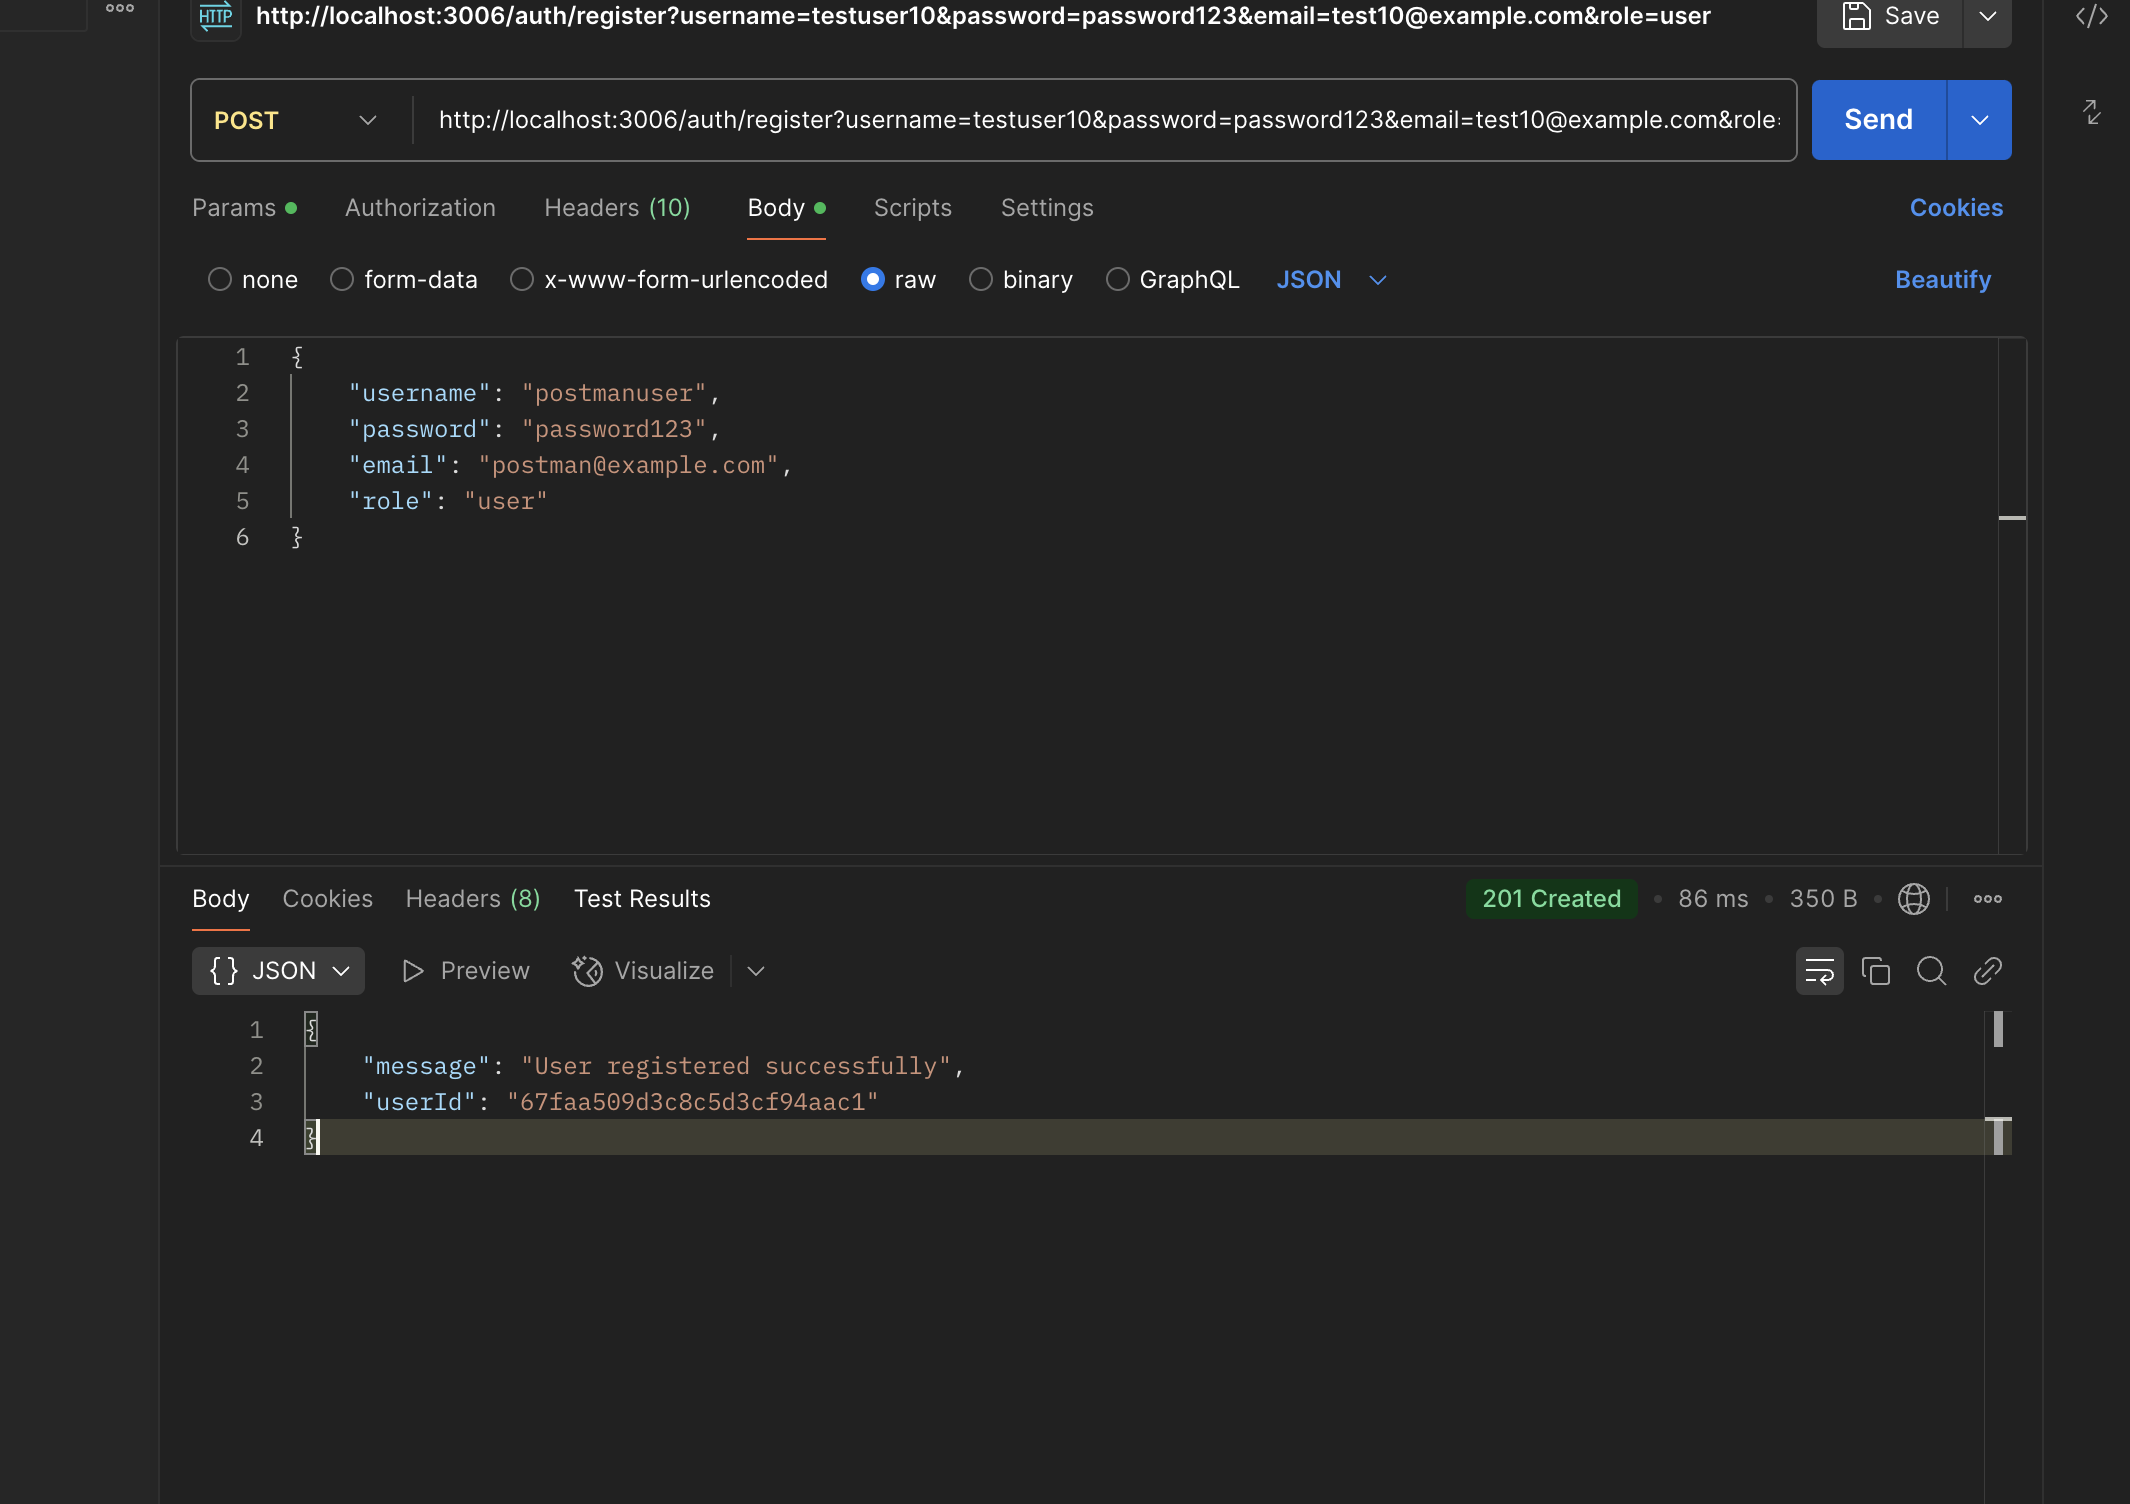 HTTP http://localhost:3006/auth/register?username=testuser10&password=password123&email=test10@example.com&role=user Save
POST http://localhost:3006/auth/register?username=testuser10&password=password123&email=test10@example.com&role= Send
Params Authorization Headers (10) Body Scripts Settings Cookies
none form-data x-www-form-urlencoded raw binary GraphQL JSON Beautify
1 {
2 "username": "postmanuser",
3 "password": "password123",
4 "email": "postman@example.com",
5 "role": "user"
6 }
Body Cookies Headers (8) Test Results 201 Created • 86 ms • 350 B •
{} JSON Preview Visualize
1 {
2 "message": "User registered successfully",
3 "userId": "67faa509d3c8c5d3cf94aac1"
4 }